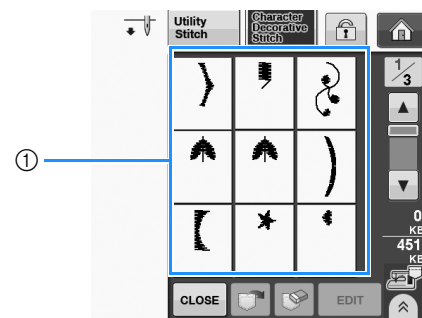 Utility
Stitch
Character
Decorative
Stitch
1/3
①
0
KB
451
KB
CLOSE
EDIT